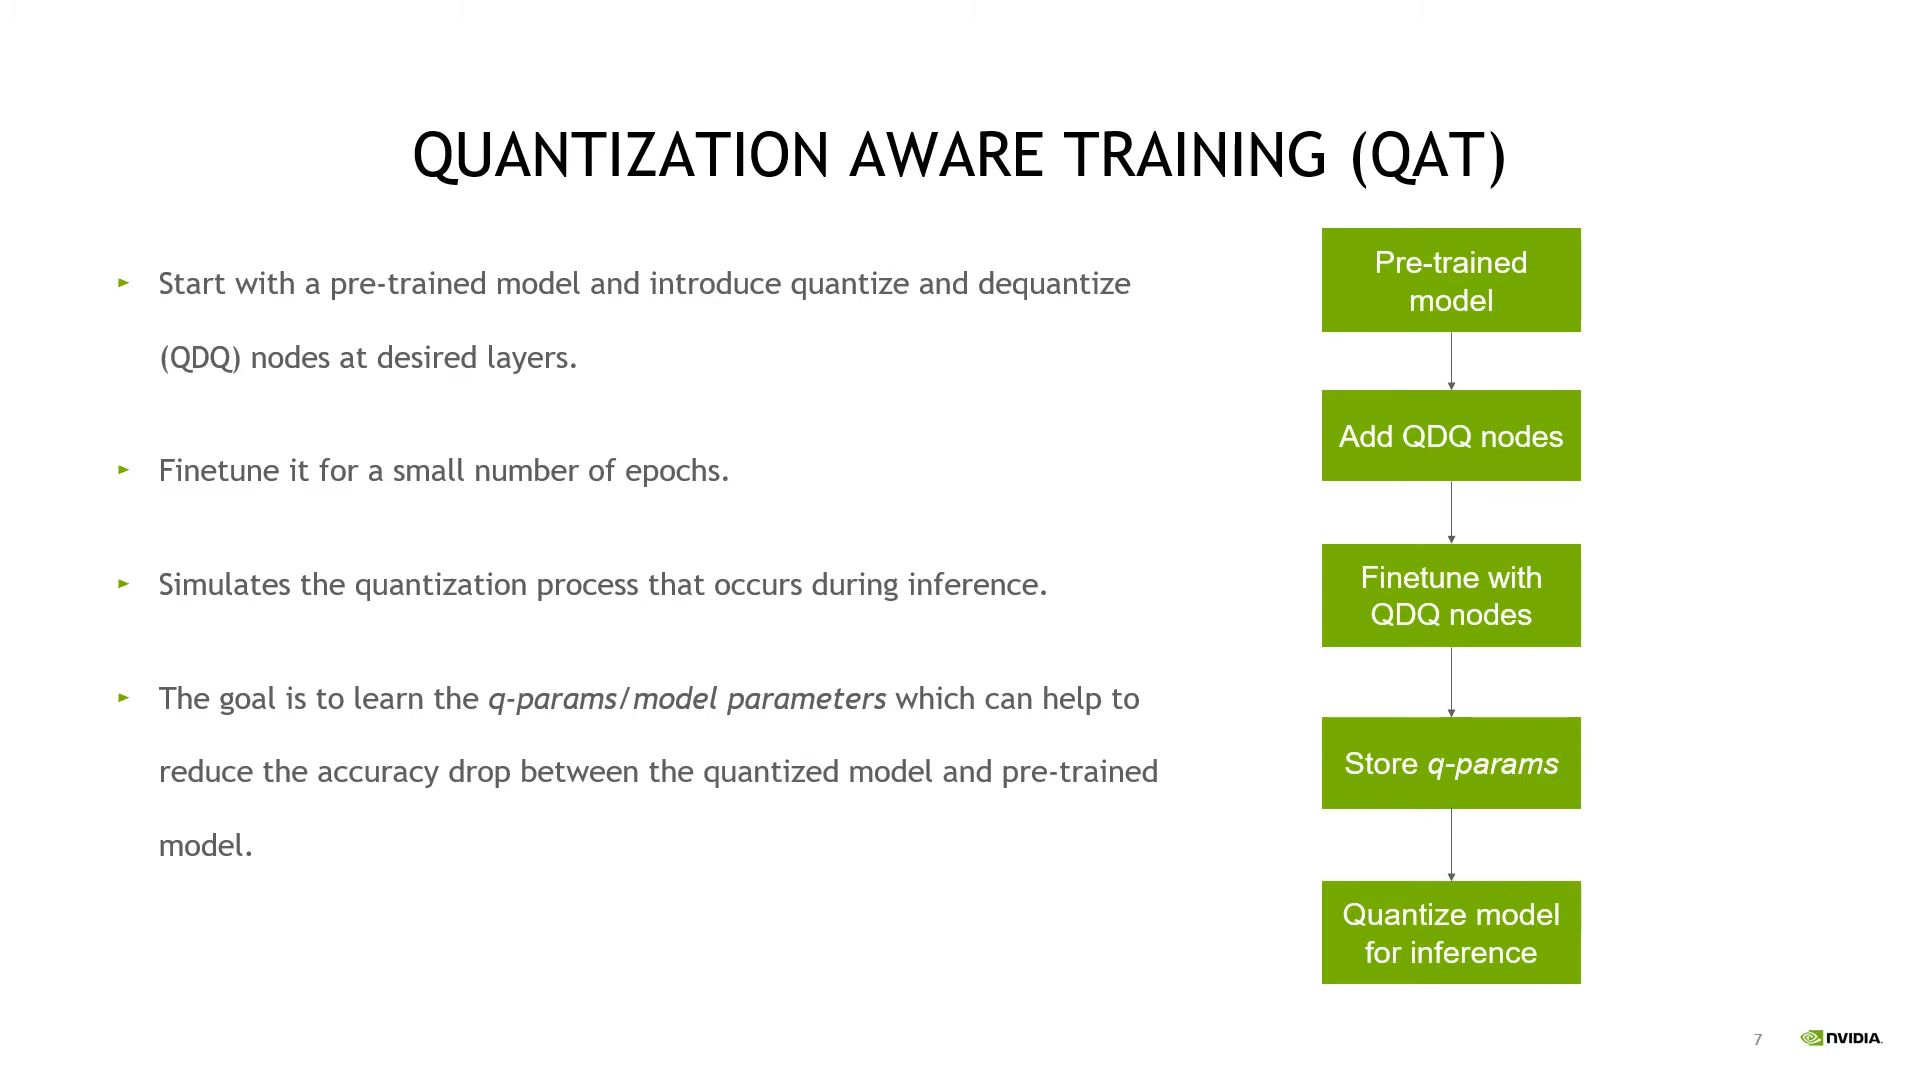 QUANTIZATION AWARE TRAINING (QAT)
► Start with a pre-trained model and introduce quantize and dequantize
(QDQ) nodes at desired layers.
► Finetune it for a small number of epochs.
► Simulates the quantization process that occurs during inference.
► The goal is to learn the q-params/model parameters which can help to
reduce the accuracy drop between the quantized model and pre-trained
model.
Pre-trained
model
Add QDQ nodes
Finetune with
QDQ nodes
Store q-params
Quantize model
for inference
7
NVIDIA.